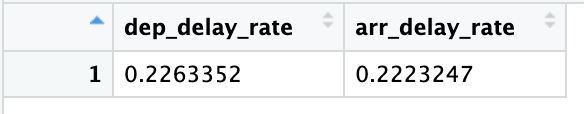 dep_delay_rate arr_delay_rate
1 0.2263352 0.2223247